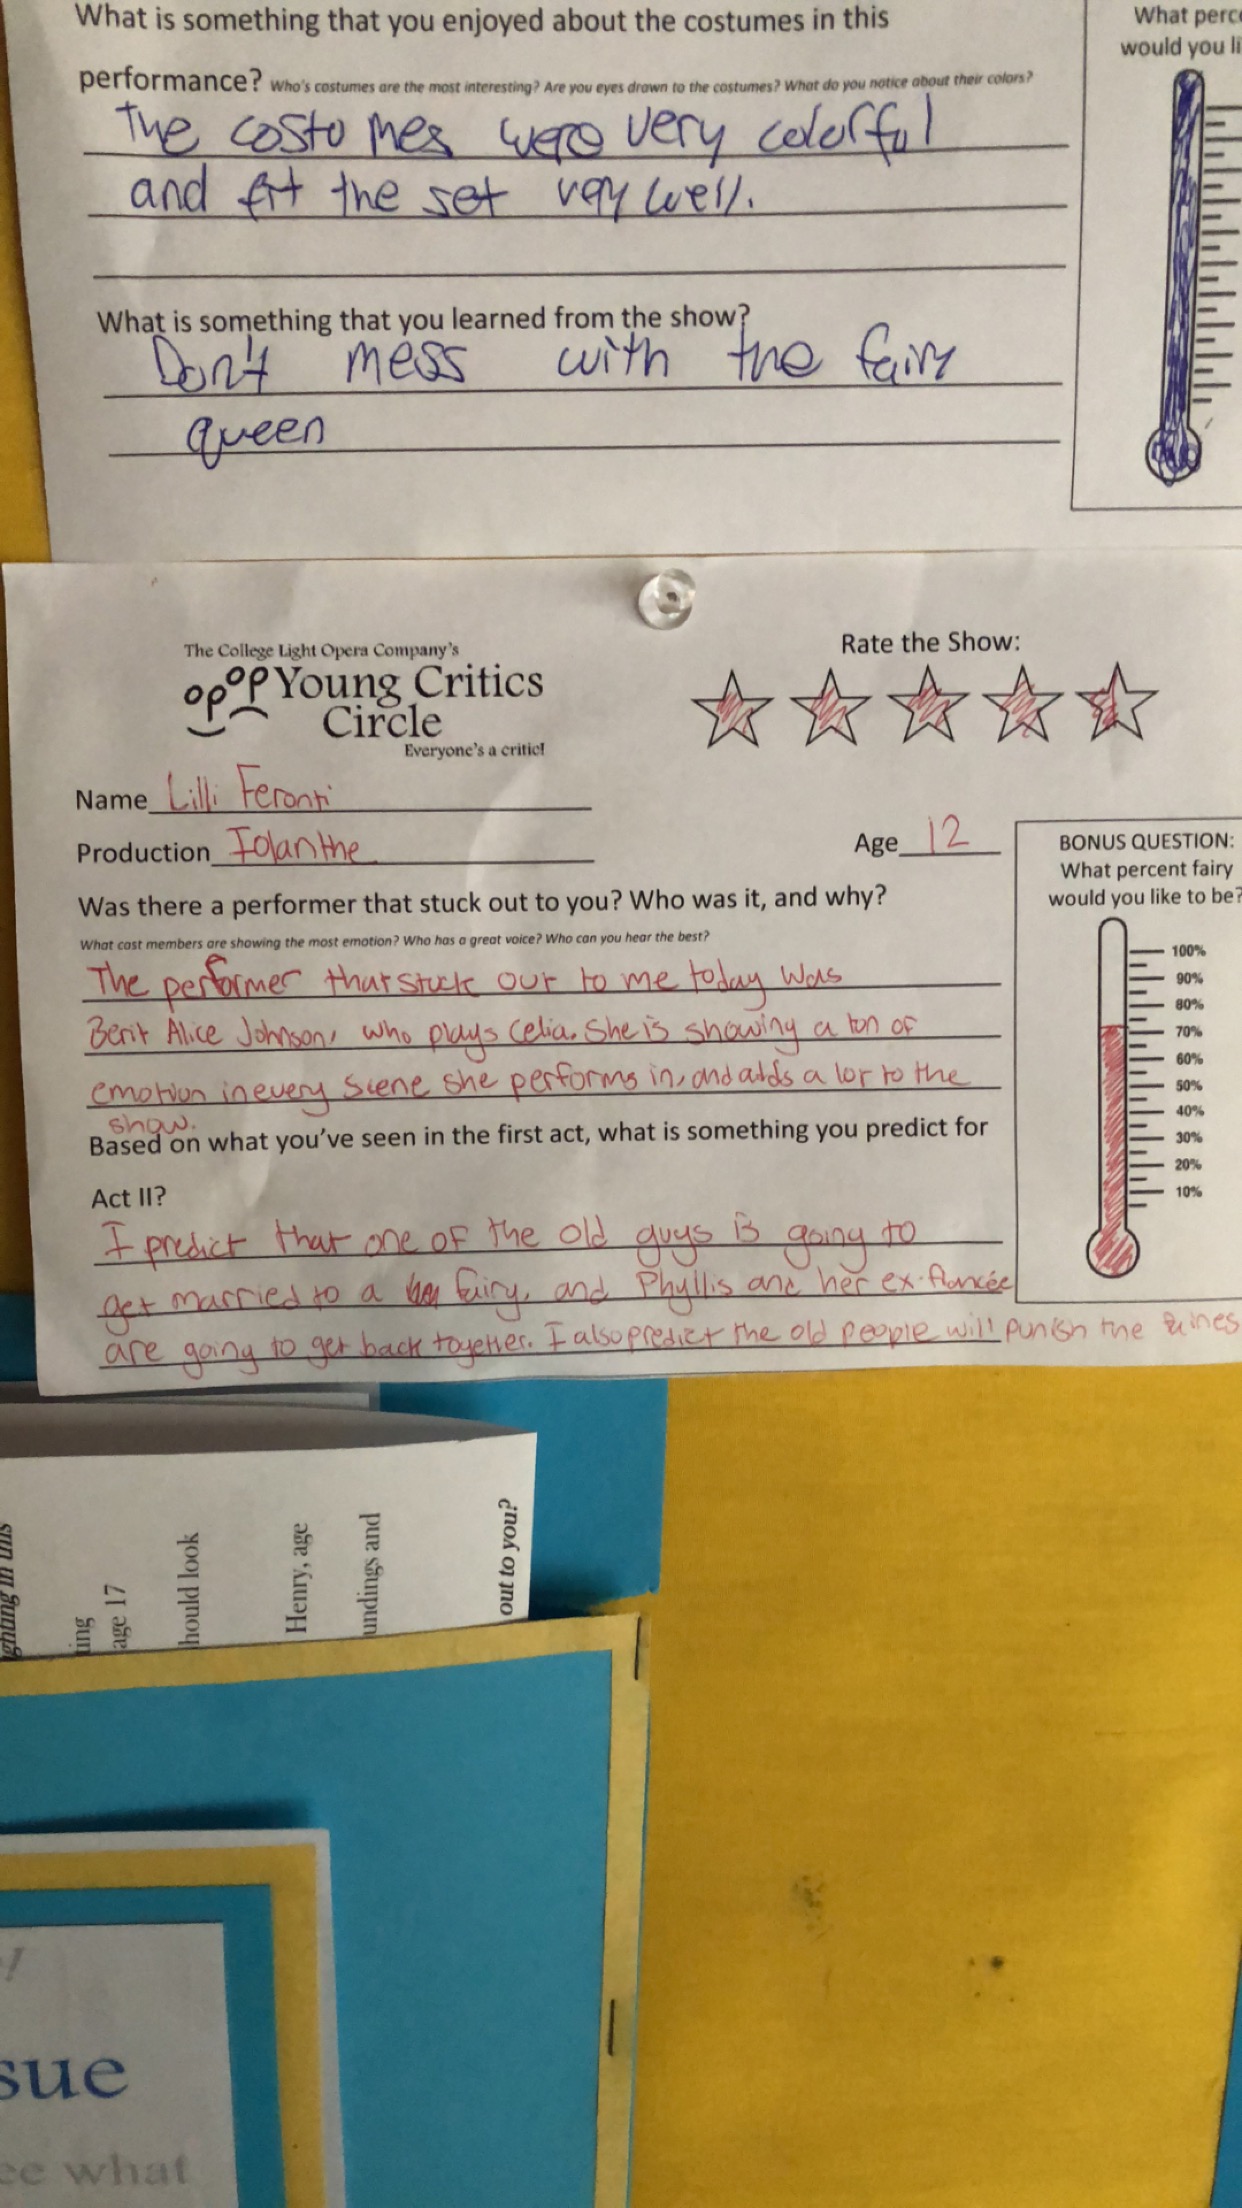 What is something that you enjoyed about the costumes in this
performance? Who's costumes are the most interesting? Are you eyes drawn to the costumes? What do you notice about their colors?
The costumes were very colorful
and fit the set very well.
What is something that you learned from the show?
Don't mess with the fairy
queen
What perc
would you li
The College Light Opera Company's
Young Critics
Circle
Everyone's a critic!
Rate the Show:
Name Lilli Feronti
Production Iolanthe
Age 12
Was there a performer that stuck out to you? Who was it, and why?
What cast members are showing the most emotion? Who has a great voice? Who can you hear the best?
The performer that stuck out to me today was
Berit Alice Johnson, who plays Celia. She is showing a ton of
emotion in every scene she performs in, and adds a lot to the
show.
Based on what you've seen in the first act, what is something you predict for
Act II?
I predict that one of the old guys is going to
get married to a fairy, and Phyllis and her ex-fiancée
are going to get back together. I also predict the old people will punish the fairies
BONUS QUESTION:
What percent fairy
would you like to be?
100%
90%
80%
70%
60%
50%
40%
30%
20%
10%
ing
age 17
hould look
Henry, age
undings and
out to you?
sue
ee what